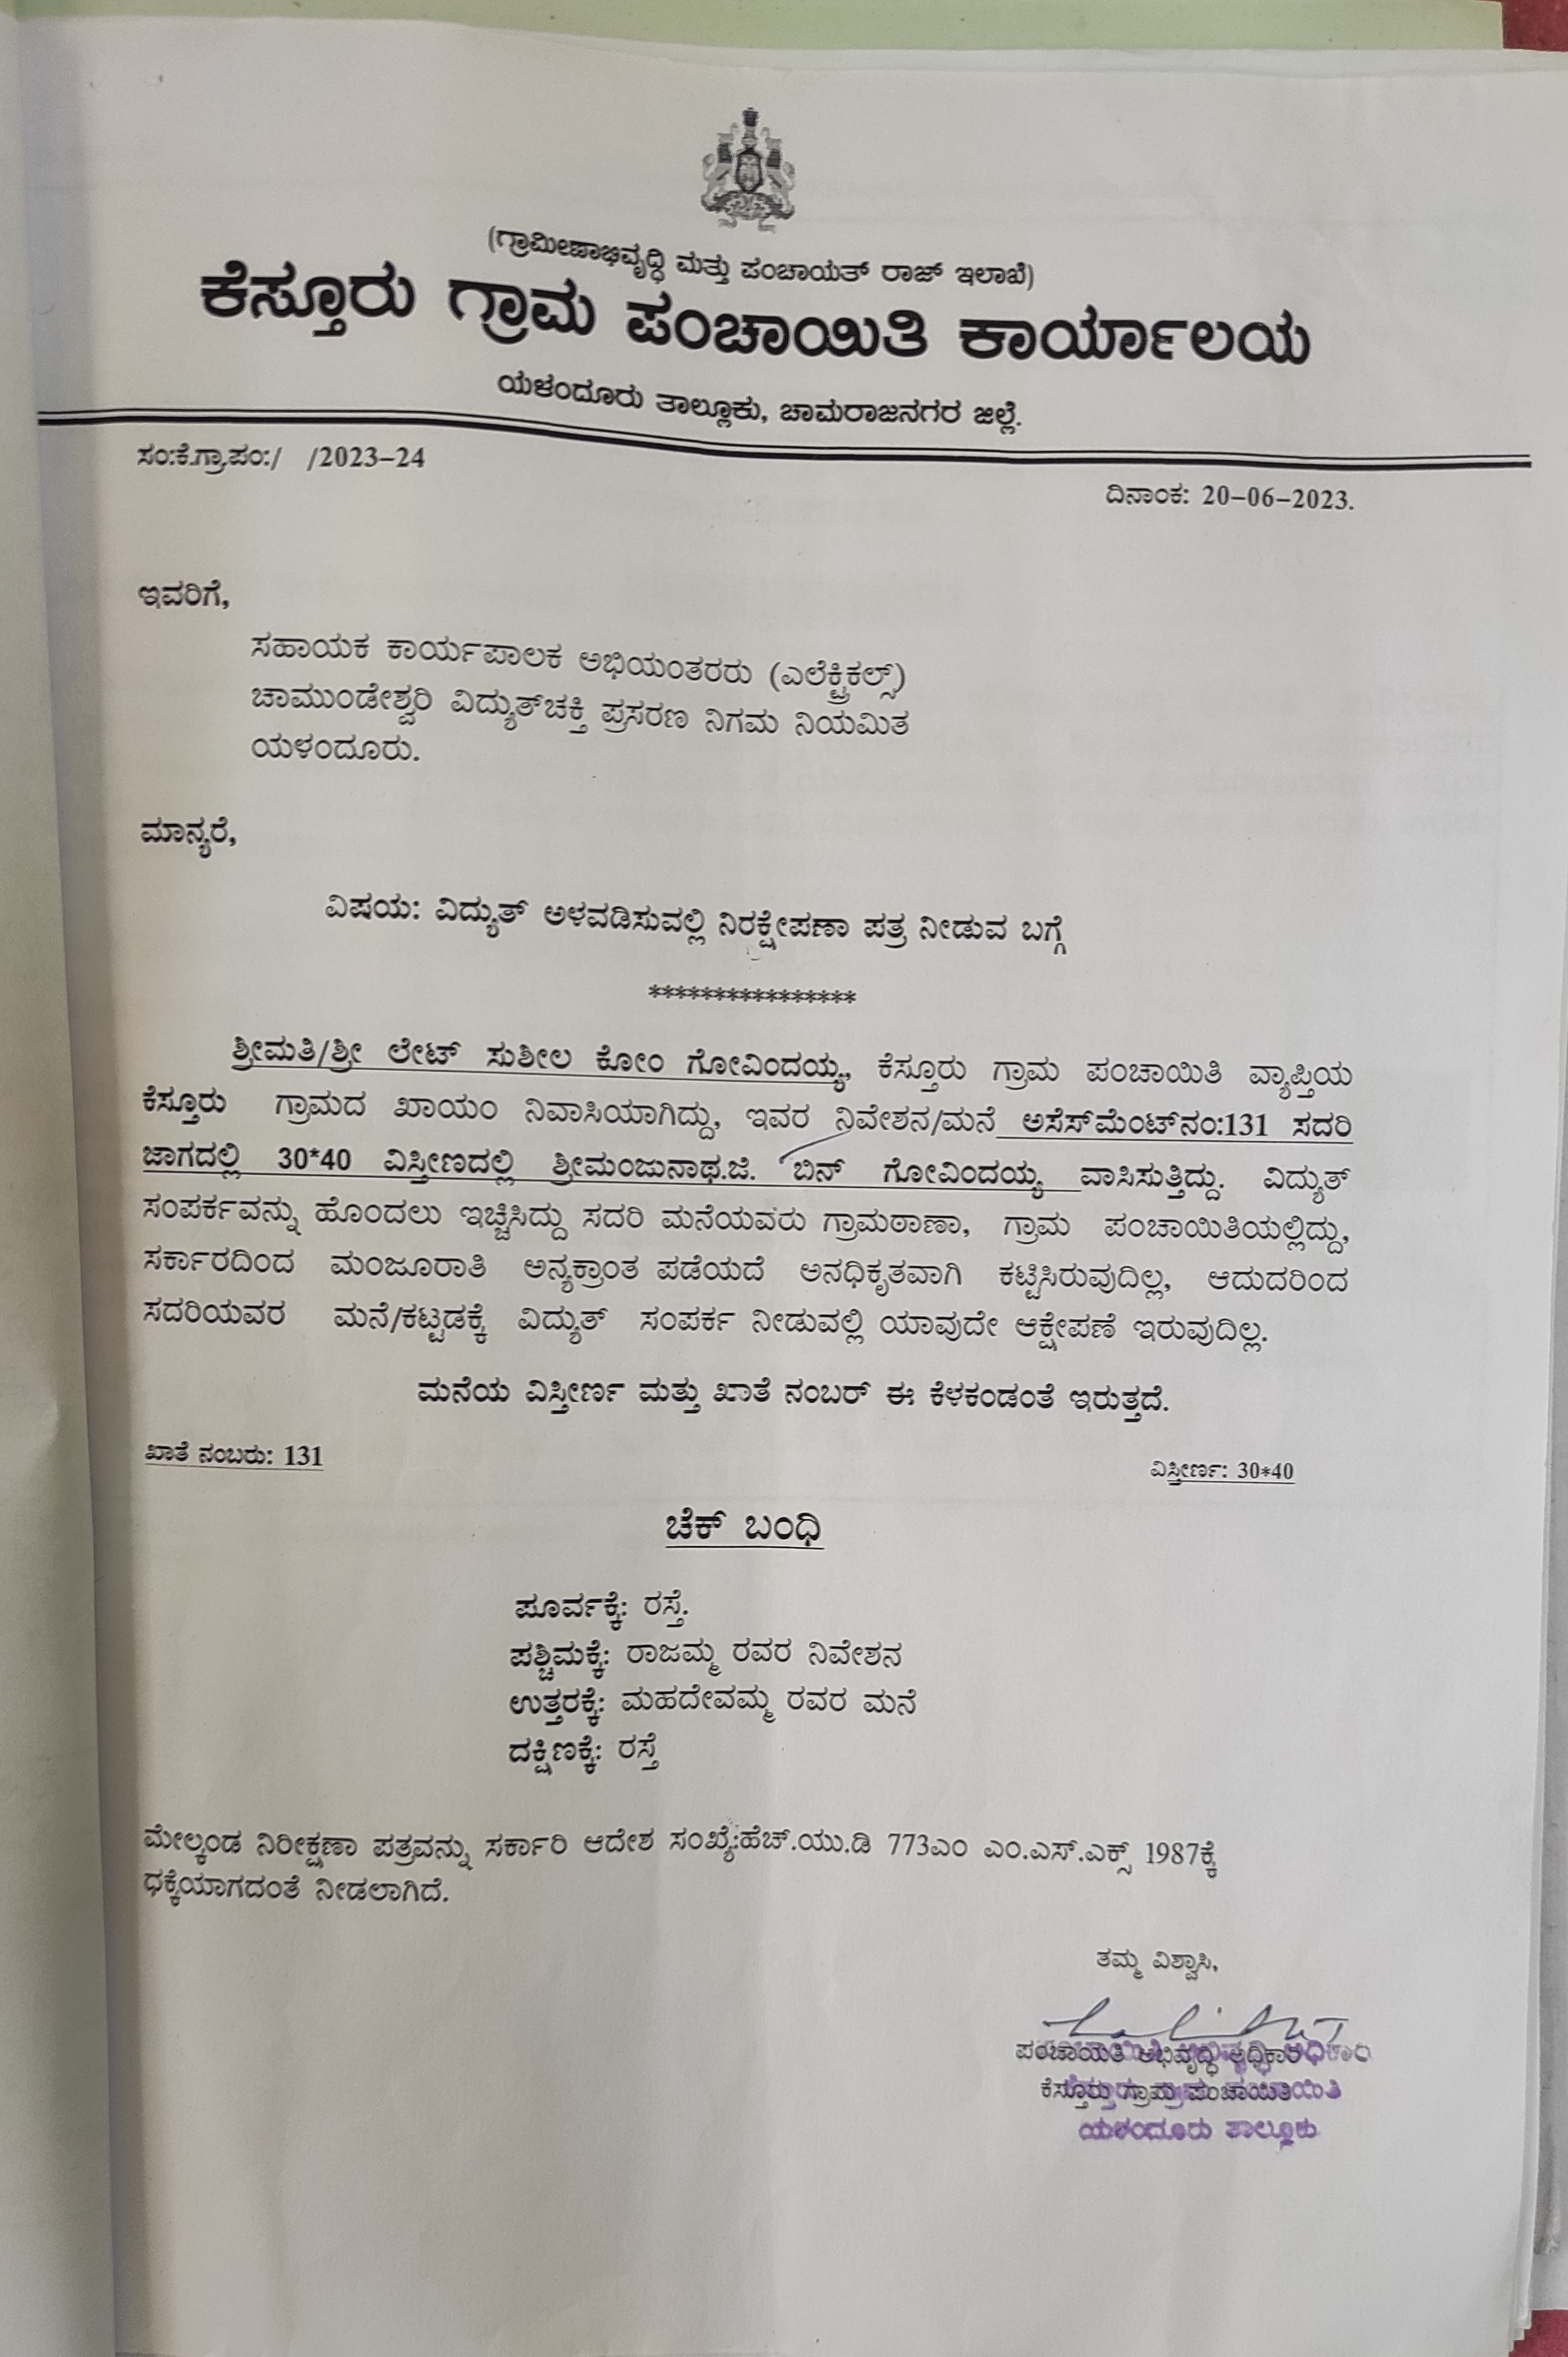 (ಗ್ರಾಮೀಣಾಭಿವೃದ್ಧಿ ಮತ್ತು ಪಂಚಾಯತ್ ರಾಜ್ ಇಲಾಖೆ)
ಕೆಸ್ತೂರು ಗ್ರಾಮ ಪಂಚಾಯಿತಿ ಕಾರ್ಯಾಲಯ
ಯಳಂದೂರು ತಾಲ್ಲೂಕು, ಚಾಮರಾಜನಗರ ಜಿಲ್ಲೆ.
ಸಂ:ಕೆ.ಗ್ರಾ.ಪಂ:/ /2023–24
ದಿನಾಂಕ: 20–06–2023.
ಇವರಿಗೆ,
ಸಹಾಯಕ ಕಾರ್ಯಪಾಲಕ ಅಭಿಯಂತರರು (ಎಲೆಕ್ಟ್ರಿಕಲ್ಸ್)
ಚಾಮುಂಡೇಶ್ವರಿ ವಿದ್ಯುತ್‌ಚಕ್ತಿ ಪ್ರಸರಣ ನಿಗಮ ನಿಯಮಿತ
ಯಳಂದೂರು.
ಮಾನ್ಯರೆ,
ವಿಷಯ: ವಿದ್ಯುತ್ ಅಳವಡಿಸುವಲ್ಲಿ ನಿರಕ್ಷೇಪಣಾ ಪತ್ರ ನೀಡುವ ಬಗ್ಗೆ
****************
ಶ್ರೀಮತಿ/ಶ್ರೀ ಲೇಟ್ ಸುಶೀಲ ಕೋಂ ಗೋವಿಂದಯ್ಯ, ಕೆಸ್ತೂರು ಗ್ರಾಮ ಪಂಚಾಯಿತಿ ವ್ಯಾಪ್ತಿಯ
ಕೆಸ್ತೂರು ಗ್ರಾಮದ ಖಾಯಂ ನಿವಾಸಿಯಾಗಿದ್ದು, ಇವರ ನಿವೇಶನ/ಮನೆ ಅಸೆಸ್‌ಮೆಂಟ್‌ನಂ:131 ಸದರಿ
ಜಾಗದಲ್ಲಿ 30*40 ವಿಸ್ತೀಣದಲ್ಲಿ ಶ್ರೀಮಂಜುನಾಥ.ಜಿ. ಬಿನ್ ಗೋವಿಂದಯ್ಯ ವಾಸಿಸುತ್ತಿದ್ದು. ವಿದ್ಯುತ್
ಸಂಪರ್ಕವನ್ನು ಹೊಂದಲು ಇಚ್ಚಿಸಿದ್ದು ಸದರಿ ಮನೆಯವರು ಗ್ರಾಮಠಾಣಾ, ಗ್ರಾಮ ಪಂಚಾಯಿತಿಯಲ್ಲಿದ್ದು,
ಸರ್ಕಾರದಿಂದ ಮಂಜೂರಾತಿ ಅನ್ಯಕ್ರಾಂತ ಪಡೆಯದೆ ಅನಧಿಕೃತವಾಗಿ ಕಟ್ಟಿಸಿರುವುದಿಲ್ಲ, ಆದುದರಿಂದ
ಸದರಿಯವರ ಮನೆ/ಕಟ್ಟಡಕ್ಕೆ ವಿದ್ಯುತ್ ಸಂಪರ್ಕ ನೀಡುವಲ್ಲಿ ಯಾವುದೇ ಆಕ್ಷೇಪಣೆ ಇರುವುದಿಲ್ಲ.
ಮನೆಯ ವಿಸ್ತೀರ್ಣ ಮತ್ತು ಖಾತೆ ನಂಬರ್ ಈ ಕೆಳಕಂಡಂತೆ ಇರುತ್ತದೆ.
ಖಾತೆ ನಂಬರು: 131
ವಿಸ್ತೀರ್ಣ: 30*40
ಚೆಕ್ ಬಂಧಿ
ಪೂರ್ವಕ್ಕೆ: ರಸ್ತೆ.
ಪಶ್ಚಿಮಕ್ಕೆ: ರಾಜಮ್ಮ ರವರ ನಿವೇಶನ
ಉತ್ತರಕ್ಕೆ: ಮಹದೇವಮ್ಮ ರವರ ಮನೆ
ದಕ್ಷಿಣಕ್ಕೆ: ರಸ್ತೆ
ಮೇಲ್ಕಂಡ ನಿರೀಕ್ಷಣಾ ಪತ್ರವನ್ನು ಸರ್ಕಾರಿ ಆದೇಶ ಸಂಖ್ಯೆ:ಹೆಚ್.ಯು.ಡಿ 773ಎಂ ಎಂ.ಎಸ್.ಎಕ್ಸ್ 1987ಕ್ಕೆ
ಧಕ್ಕೆಯಾಗದಂತೆ ನೀಡಲಾಗಿದೆ.
ತಮ್ಮ ವಿಶ್ವಾಸಿ,
ಪಂಚಾಯತಿ ಅಭಿವೃದ್ಧಿ ಅಧಿಕಾರಿ
ಕೆಸ್ತೂರು ಗ್ರಾಮ ಪಂಚಾಯಿತಿ
ಯಳಂದೂರು ತಾಲ್ಲೂಕು